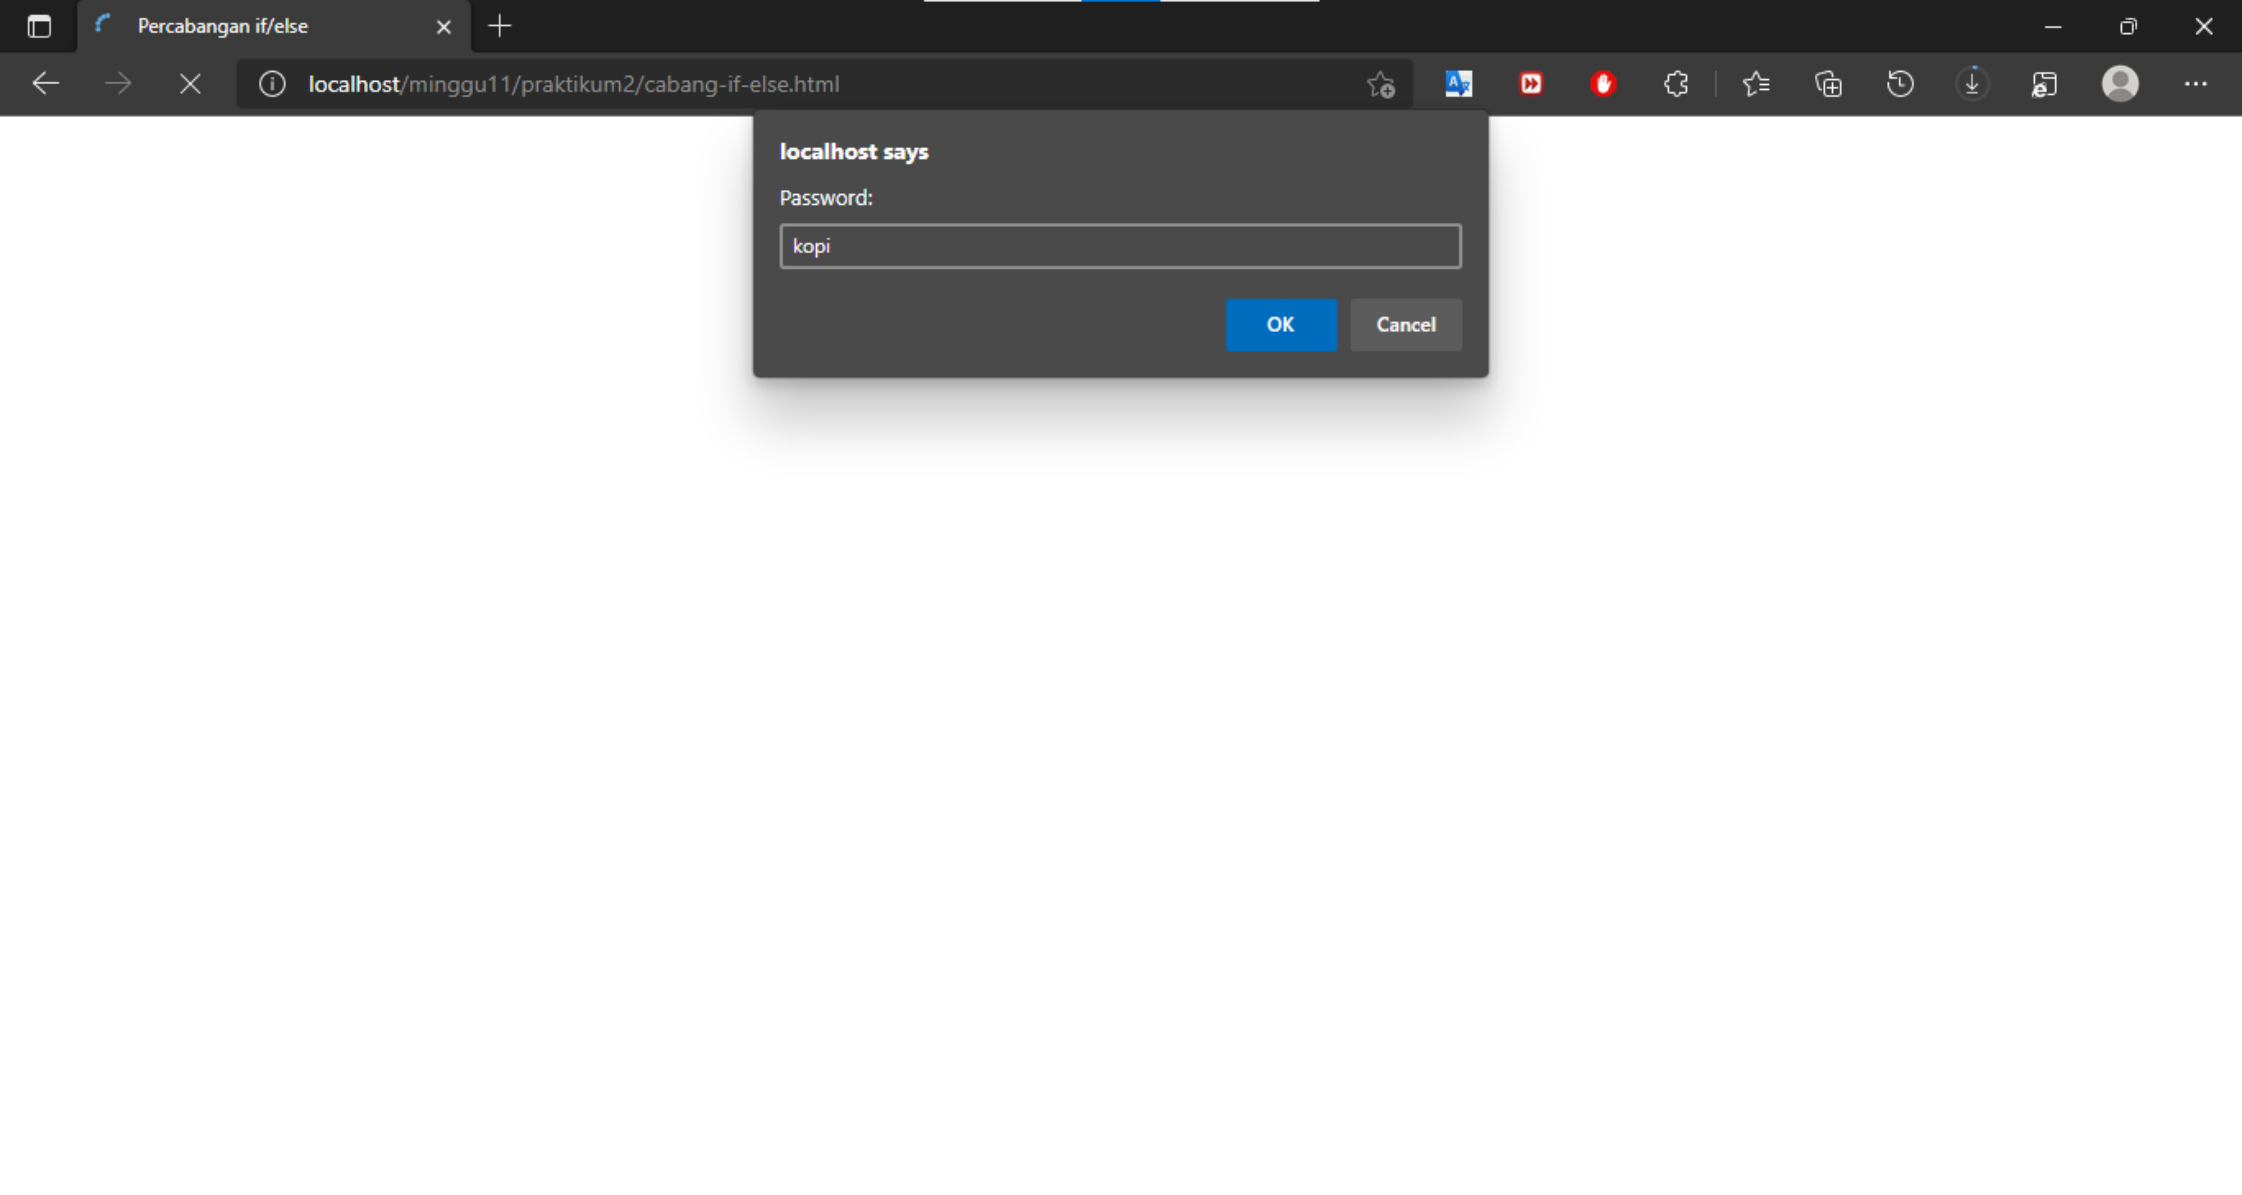 Percabangan if/else
localhost/minggu11/praktikum2/cabang-if-else.html
localhost says
Password:
kopi
OK
Cancel